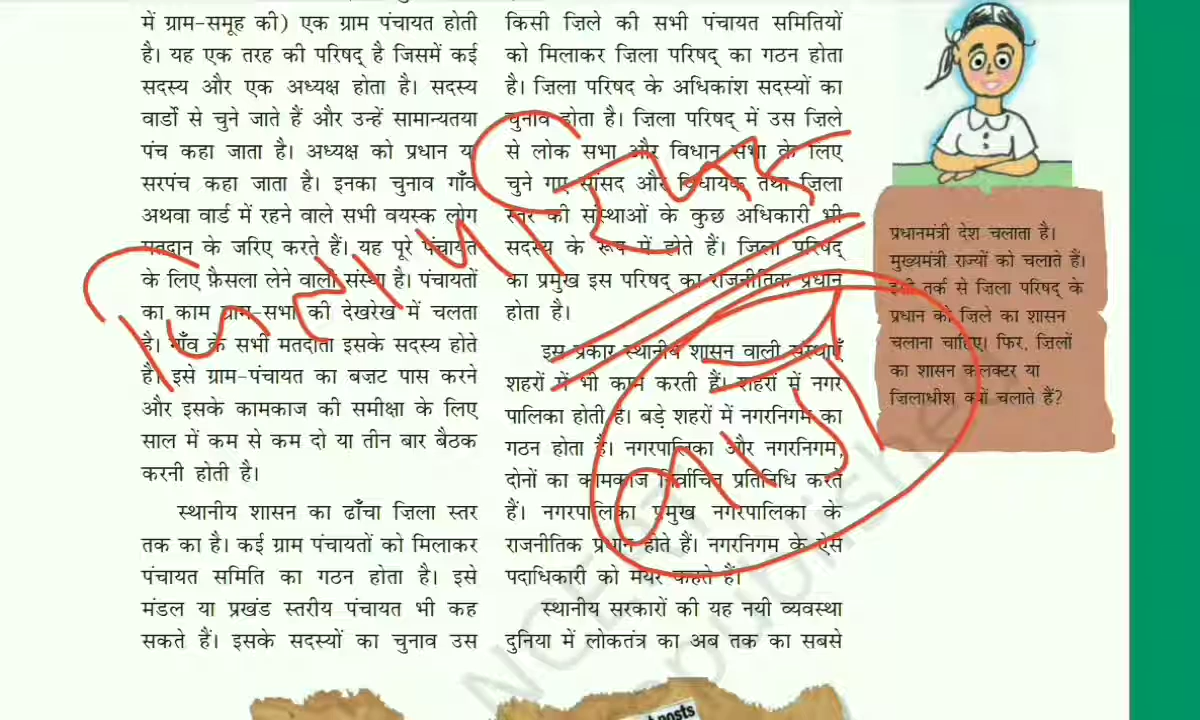 में ग्राम-समूह की) एक ग्राम पंचायत होती
है। यह एक तरह की परिषद् है जिसमें कई
सदस्य और एक अध्यक्ष होता है। सदस्य
वार्डों से चुने जाते हैं और उन्हें सामान्यतया
पंच कहा जाता है। अध्यक्ष को प्रधान या
सरपंच कहा जाता है। इनका चुनाव गाँव
अथवा वार्ड में रहने वाले सभी वयस्क लोग
मतदान के जरिए करते हैं। यह पूरे पंचायत
के लिए फ़ैसला लेने वाली संस्था है। पंचायतों
का काम ग्राम-सभा की देखरेख में चलता
है। गाँव के सभी मतदाता इसके सदस्य होते
हैं। इसे ग्राम-पंचायत का बजट पास करने
और इसके कामकाज की समीक्षा के लिए
साल में कम से कम दो या तीन बार बैठक
करनी होती है।
स्थानीय शासन का ढाँचा ज़िला स्तर
तक का है। कई ग्राम पंचायतों को मिलाकर
पंचायत समिति का गठन होता है। इसे
मंडल या प्रखंड स्तरीय पंचायत भी कह
सकते हैं। इसके सदस्यों का चुनाव उस
किसी ज़िले की सभी पंचायत समितियों
को मिलाकर ज़िला परिषद् का गठन होता
है। ज़िला परिषद के अधिकांश सदस्यों का
चुनाव होता है। ज़िला परिषद् में उस ज़िले
से लोक सभा और विधान सभा के लिए
चुने गए सांसद और विधायक तथा ज़िला
स्तर की संस्थाओं के कुछ अधिकारी भी
सदस्य के रूप में होते हैं। ज़िला परिषद्
का प्रमुख इस परिषद् का राजनीतिक प्रधान
होता है।
इस प्रकार स्थानीय शासन वाली संस्थाएँ
शहरों में भी काम करती हैं। शहरों में नगर
पालिका होती है। बड़े शहरों में नगरनिगम का
गठन होता है। नगरपालिका और नगरनिगम,
दोनों का कामकाज निर्वाचित प्रतिनिधि करते
हैं। नगरपालिका प्रमुख नगरपालिका के
राजनीतिक प्रधान होते हैं। नगरनिगम के ऐसे
पदाधिकारी को मेयर कहते हैं।
स्थानीय सरकारों की यह नयी व्यवस्था
दुनिया में लोकतंत्र का अब तक का सबसे
प्रधानमंत्री देश चलाता है।
मुख्यमंत्री राज्यों को चलाते हैं।
इसी तर्क से जिला परिषद् के
प्रधान को ज़िले का शासन
चलाना चाहिए। फिर, ज़िलों
का शासन कलक्टर या
ज़िलाधीश क्यों चलाते हैं?
NCERT
published
posts